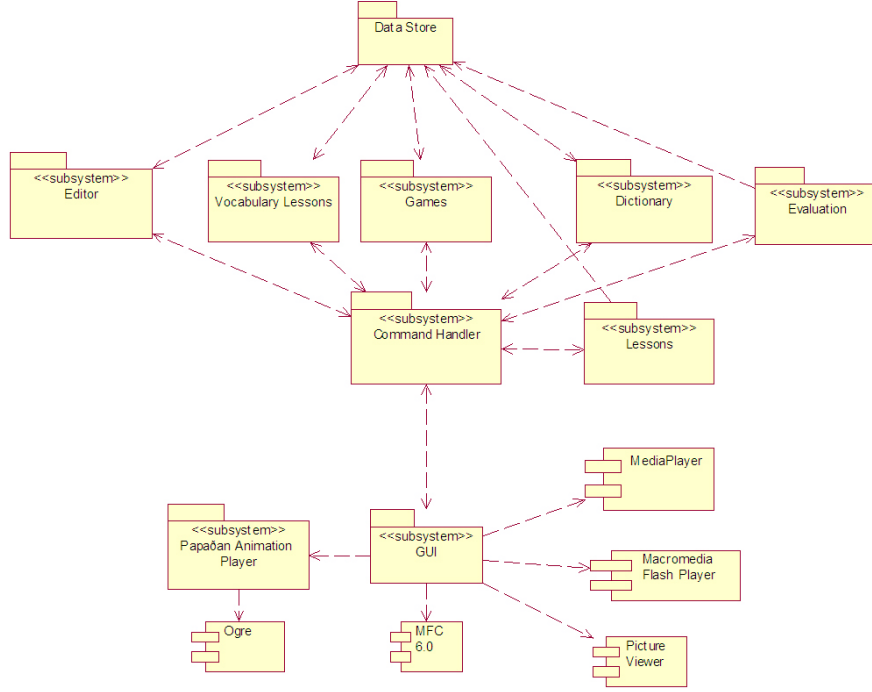 Data Store
<<subsystem>>
Editor
<<subsystem>>
Vocabulary Lessons
<<subsystem>>
Games
<<subsystem>>
Dictionary
<<subsystem>>
Evaluation
<<subsystem>>
Command Handler
<<subsystem>>
Lessons
MediaPlayer
<<subsystem>>
Papaðan Animation
Player
<<subsystem>>
GUI
Macromedia
Flash Player
Ogre
MFC
6.0
Picture
Viewer